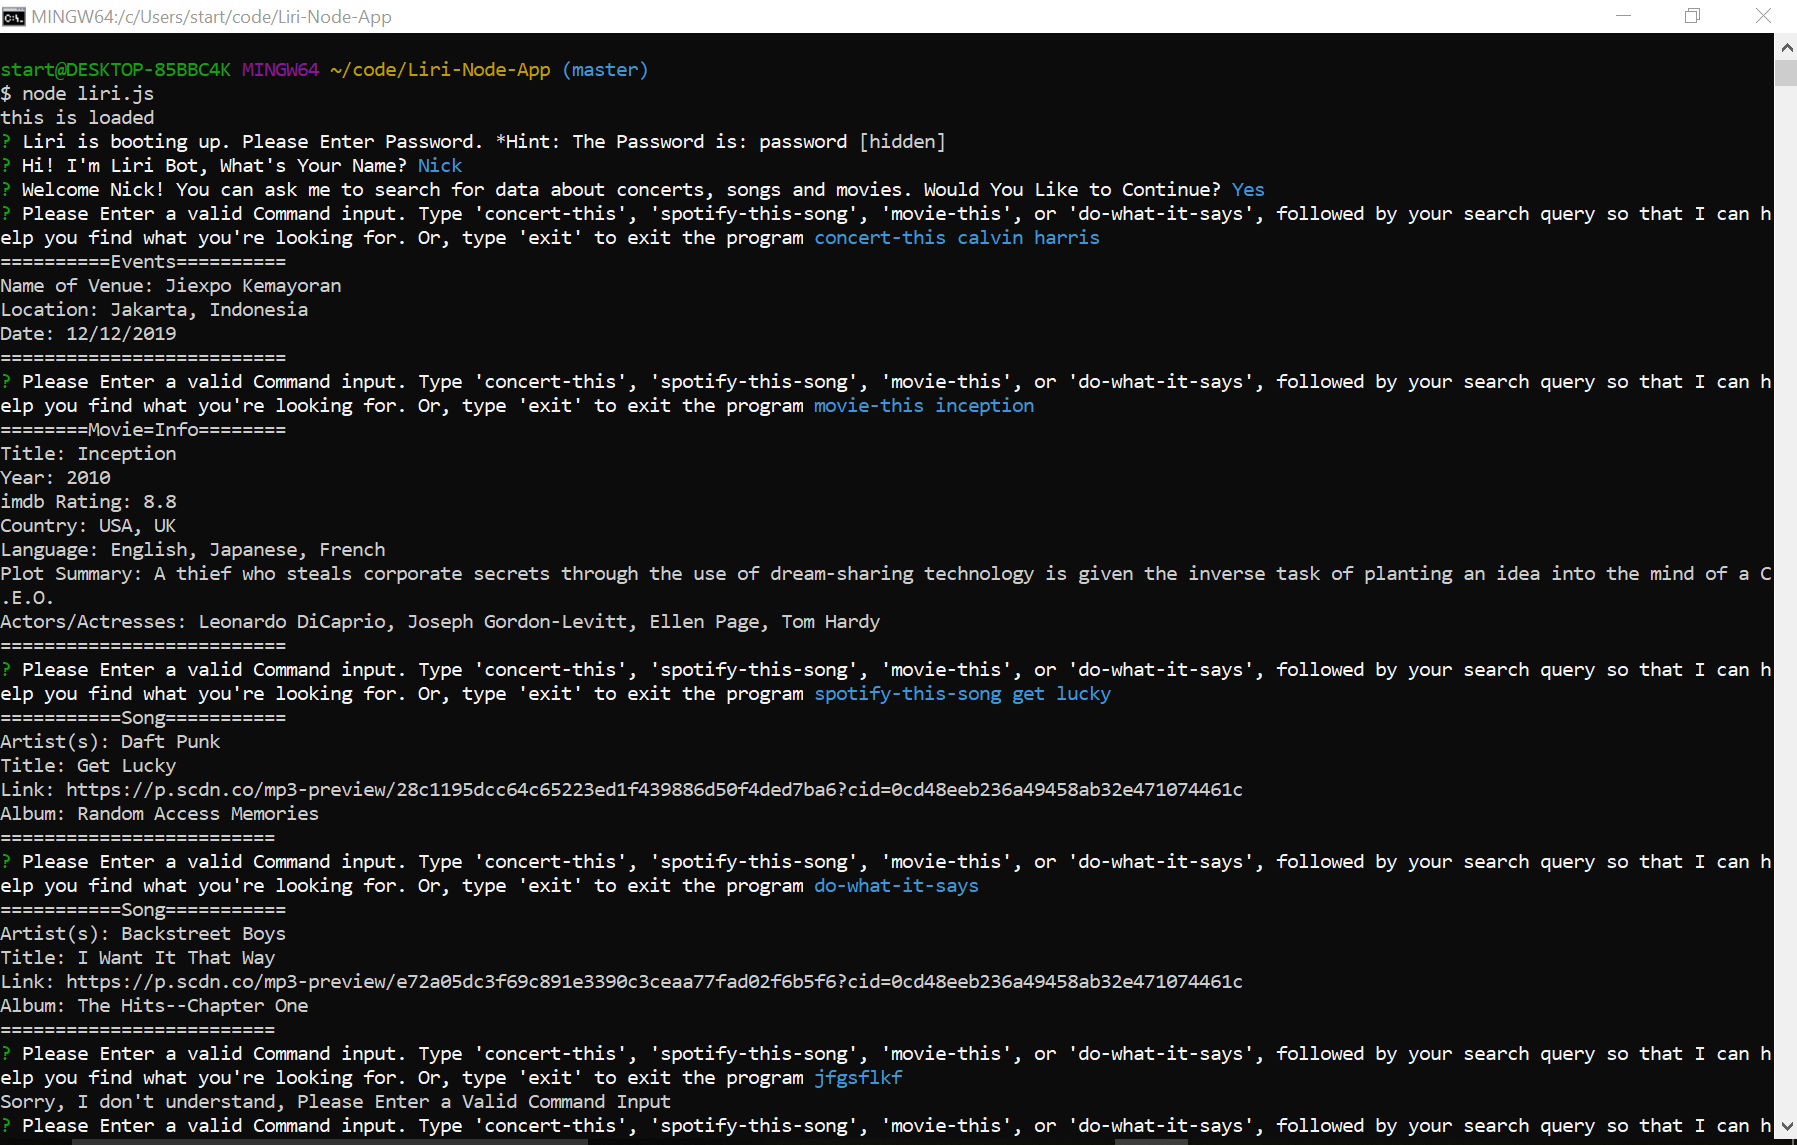 MINGW64:/c/Users/start/code/Liri-Node-App
start@DESKTOP-85BBC4K MINGW64 ~/code/Liri-Node-App (master)
$ node liri.js
this is loaded
? Liri is booting up. Please Enter Password. *Hint: The Password is: password [hidden]
? Hi! I'm Liri Bot, What's Your Name? Nick
? Welcome Nick! You can ask me to search for data about concerts, songs and movies. Would You Like to Continue? Yes
? Please Enter a valid Command input. Type 'concert-this', 'spotify-this-song', 'movie-this', or 'do-what-it-says', followed by your search query so that I can h
elp you find what you're looking for. Or, type 'exit' to exit the program concert-this calvin harris
==========Events==========
Name of Venue: Jiexpo Kemayoran
Location: Jakarta, Indonesia
Date: 12/12/2019
==========================
? Please Enter a valid Command input. Type 'concert-this', 'spotify-this-song', 'movie-this', or 'do-what-it-says', followed by your search query so that I can h
elp you find what you're looking for. Or, type 'exit' to exit the program movie-this inception
========Movie=Info========
Title: Inception
Year: 2010
imdb Rating: 8.8
Country: USA, UK
Language: English, Japanese, French
Plot Summary: A thief who steals corporate secrets through the use of dream-sharing technology is given the inverse task of planting an idea into the mind of a C
.E.O.
Actors/Actresses: Leonardo DiCaprio, Joseph Gordon-Levitt, Ellen Page, Tom Hardy
==========================
? Please Enter a valid Command input. Type 'concert-this', 'spotify-this-song', 'movie-this', or 'do-what-it-says', followed by your search query so that I can h
elp you find what you're looking for. Or, type 'exit' to exit the program spotify-this-song get lucky
===========Song===========
Artist(s): Daft Punk
Title: Get Lucky
Link: https://p.scdn.co/mp3-preview/28c1195dcc64c65223ed1f439886d50f4ded7ba6?cid=0cd48eeb236a49458ab32e471074461c
Album: Random Access Memories
=========================
? Please Enter a valid Command input. Type 'concert-this', 'spotify-this-song', 'movie-this', or 'do-what-it-says', followed by your search query so that I can h
elp you find what you're looking for. Or, type 'exit' to exit the program do-what-it-says
===========Song===========
Artist(s): Backstreet Boys
Title: I Want It That Way
Link: https://p.scdn.co/mp3-preview/e72a05dc3f69c891e3390c3ceaa77fad02f6b5f6?cid=0cd48eeb236a49458ab32e471074461c
Album: The Hits--Chapter One
=========================
? Please Enter a valid Command input. Type 'concert-this', 'spotify-this-song', 'movie-this', or 'do-what-it-says', followed by your search query so that I can h
elp you find what you're looking for. Or, type 'exit' to exit the program jfgsflkf
Sorry, I don't understand, Please Enter a Valid Command Input
? Please Enter a valid Command input. Type 'concert-this', 'spotify-this-song', 'movie-this', or 'do-what-it-says', followed by your search query so that I can h